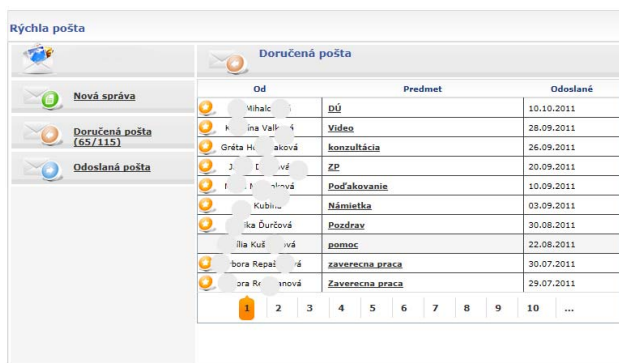 Rýchla pošta
Doručená pošta
Od Predmet Odoslané
Nová správa
Doručená pošta
(65/115)
Odoslaná pošta
DÚ 10.10.2011
Video 28.09.2011
Gréta konzultácia 26.09.2011
ZP 20.09.2011
Poďakovanie 10.09.2011
Námietka 03.09.2011
Ďurčová Pozdrav 30.08.2011
pomoc 22.08.2011
zaverecna praca 30.07.2011
Zaverecna praca 29.07.2011
1 2 3 4 5 6 7 8 9 10 ...